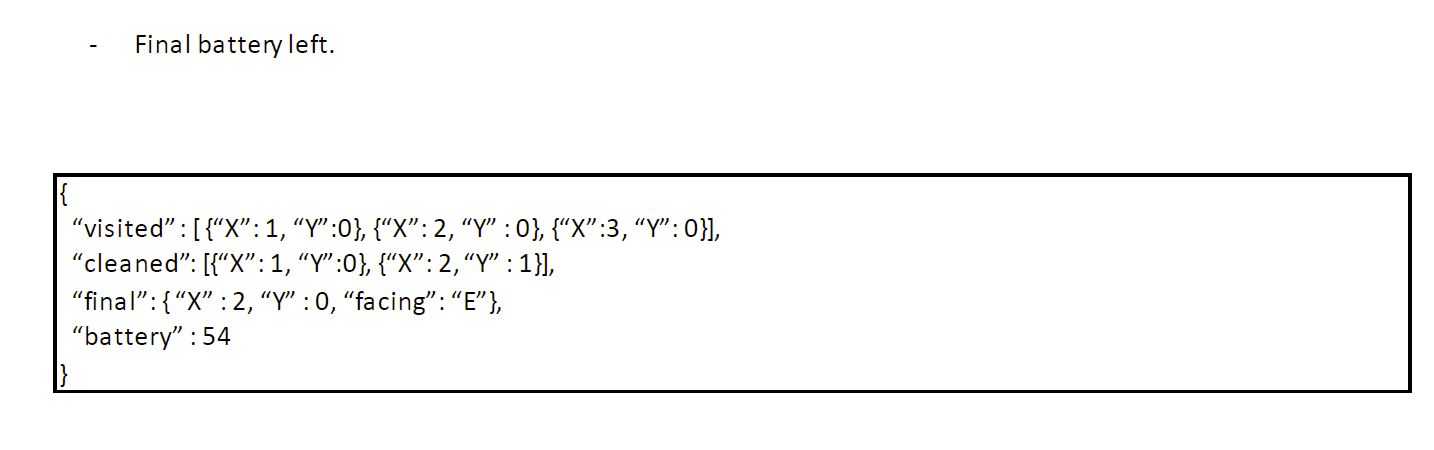 - Final battery left.
{
“visited” : [ {“X” : 1, “Y”:0}, {“X” : 2, “Y” : 0}, {“X”:3, “Y” : 0}],
“cleaned”: [{“X” : 1, “Y”:0}, {“X” : 2, “Y” : 1}],
“final” : { “X” : 2, “Y” : 0, “facing” : “E”},
“battery” : 54
}